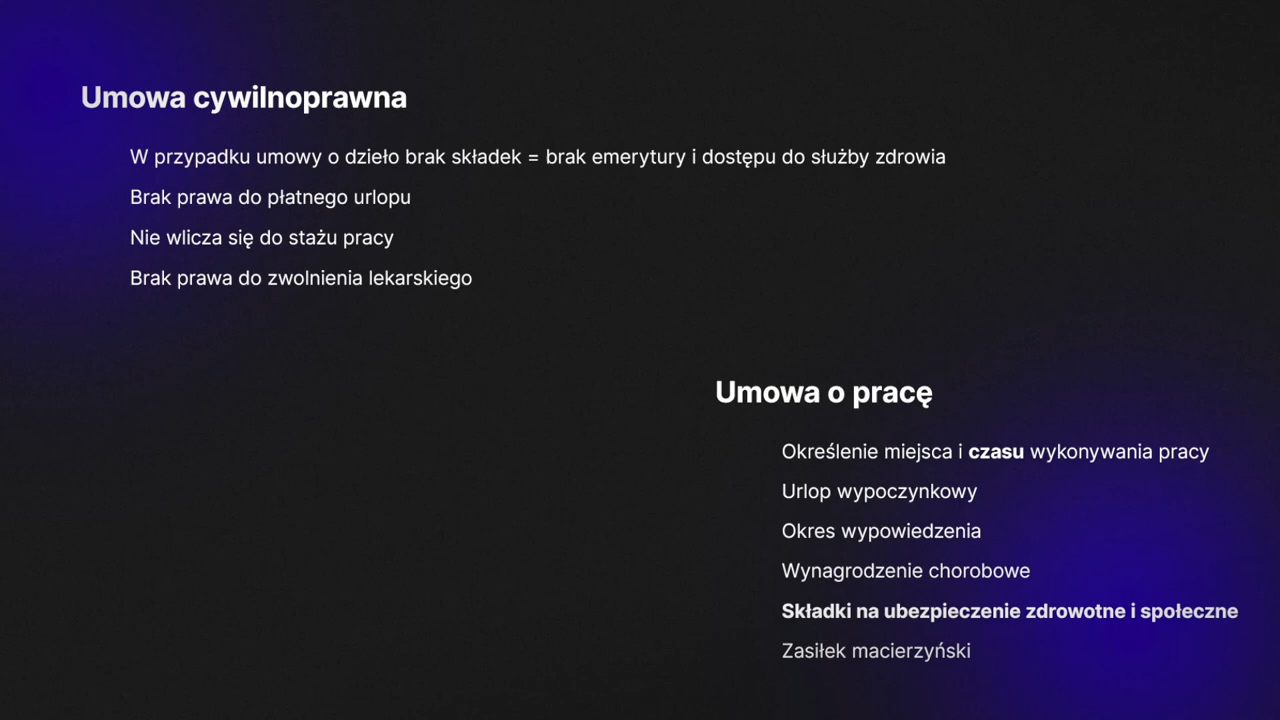 Umowa cywilnoprawna
W przypadku umowy o dzieło brak składek = brak emerytury i dostępu do służby zdrowia
Brak prawa do płatnego urlopu
Nie wlicza się do stażu pracy
Brak prawa do zwolnienia lekarskiego
Umowa o pracę
Określenie miejsca i czasu wykonywania pracy
Urlop wypoczynkowy
Okres wypowiedzenia
Wynagrodzenie chorobowe
Składki na ubezpieczenie zdrowotne i społeczne
Zasiłek macierzyński